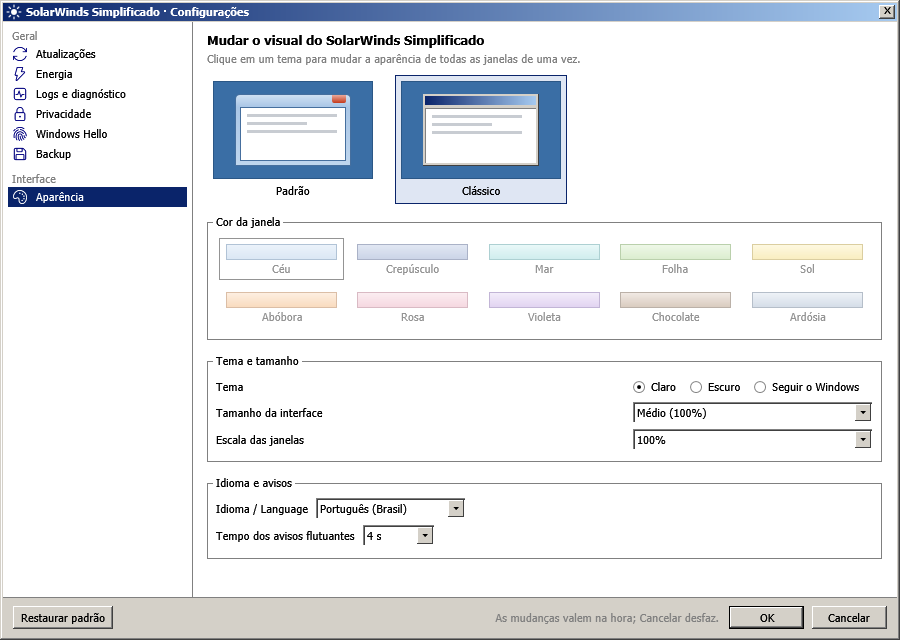 SolarWinds Simplificado · Configurações
Geral
Atualizações
Energia
Logs e diagnóstico
Privacidade
Windows Hello
Backup
Interface
Aparência
Mudar o visual do SolarWinds Simplificado
Clique em um tema para mudar a aparência de todas as janelas de uma vez.
Padrão
Clássico
Cor da janela
Céu
Crepúsculo
Mar
Folha
Sol
Abóbora
Rosa
Violeta
Chocolate
Ardósia
Tema e tamanho
Tema
Claro
Escuro
Seguir o Windows
Tamanho da interface
Médio (100%)
Escala das janelas
100%
Idioma e avisos
Idioma / Language
Português (Brasil)
Tempo dos avisos flutuantes
4 s
Restaurar padrão
As mudanças valem na hora; Cancelar desfaz.
OK
Cancelar